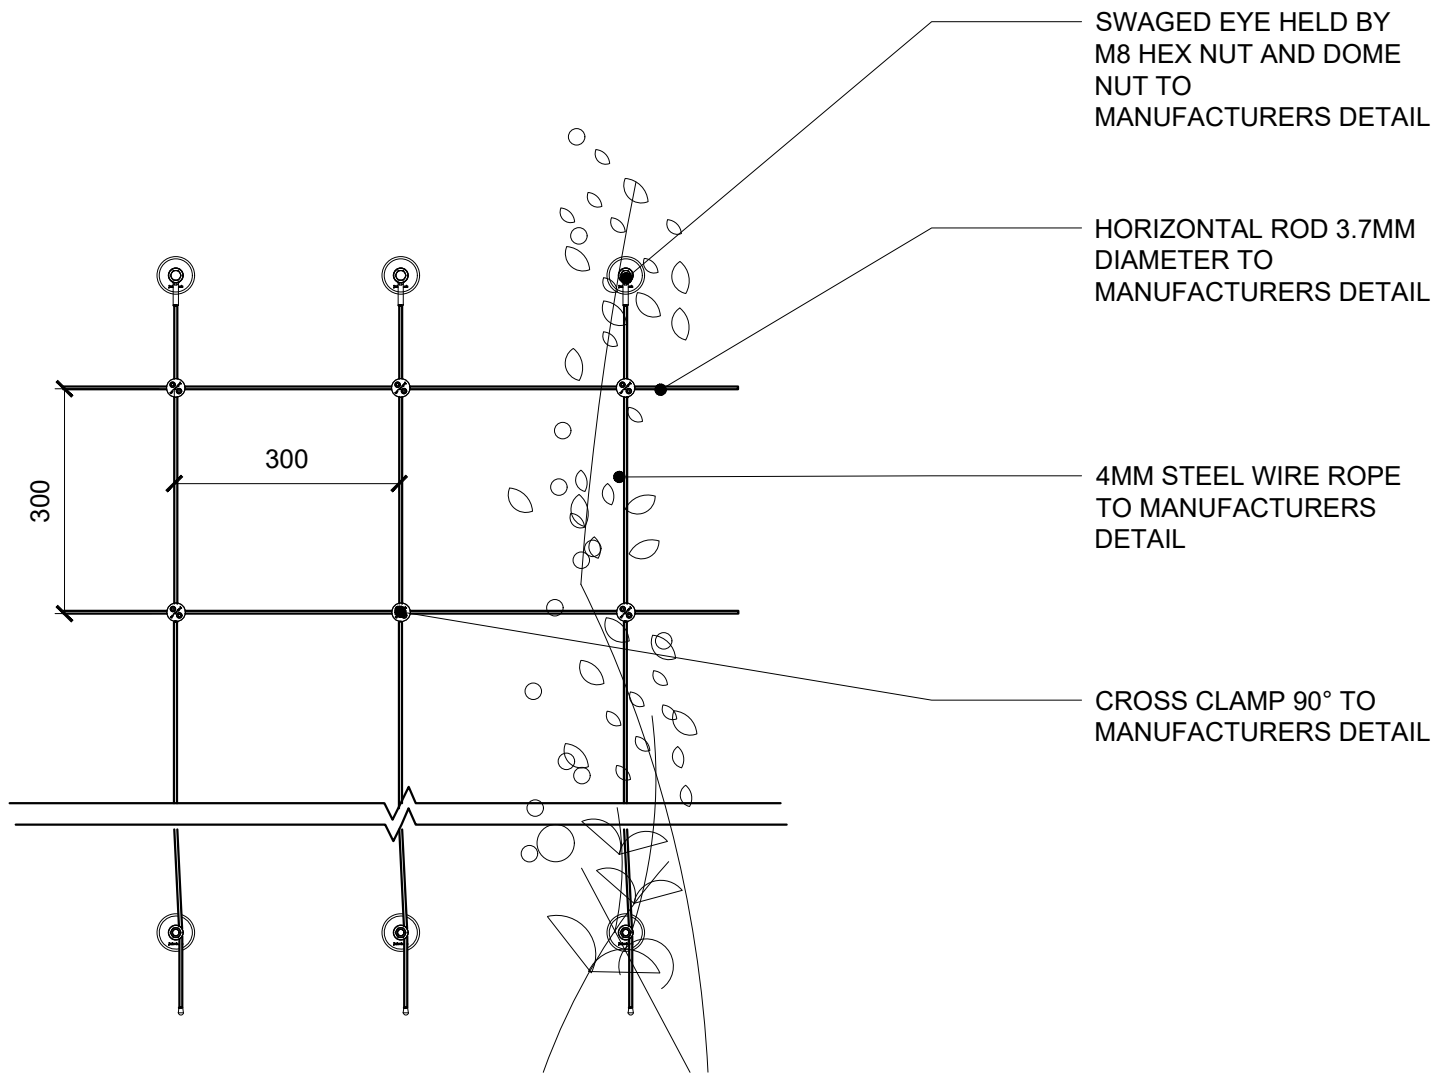 SWAGED EYE HELD BY
M8 HEX NUT AND DOME
NUT TO
MANUFACTURERS DETAIL
HORIZONTAL ROD 3.7MM
DIAMETER TO
MANUFACTURERS DETAIL
300
300
4MM STEEL WIRE ROPE
TO MANUFACTURERS
DETAIL
CROSS CLAMP 90° TO
MANUFACTURERS DETAIL